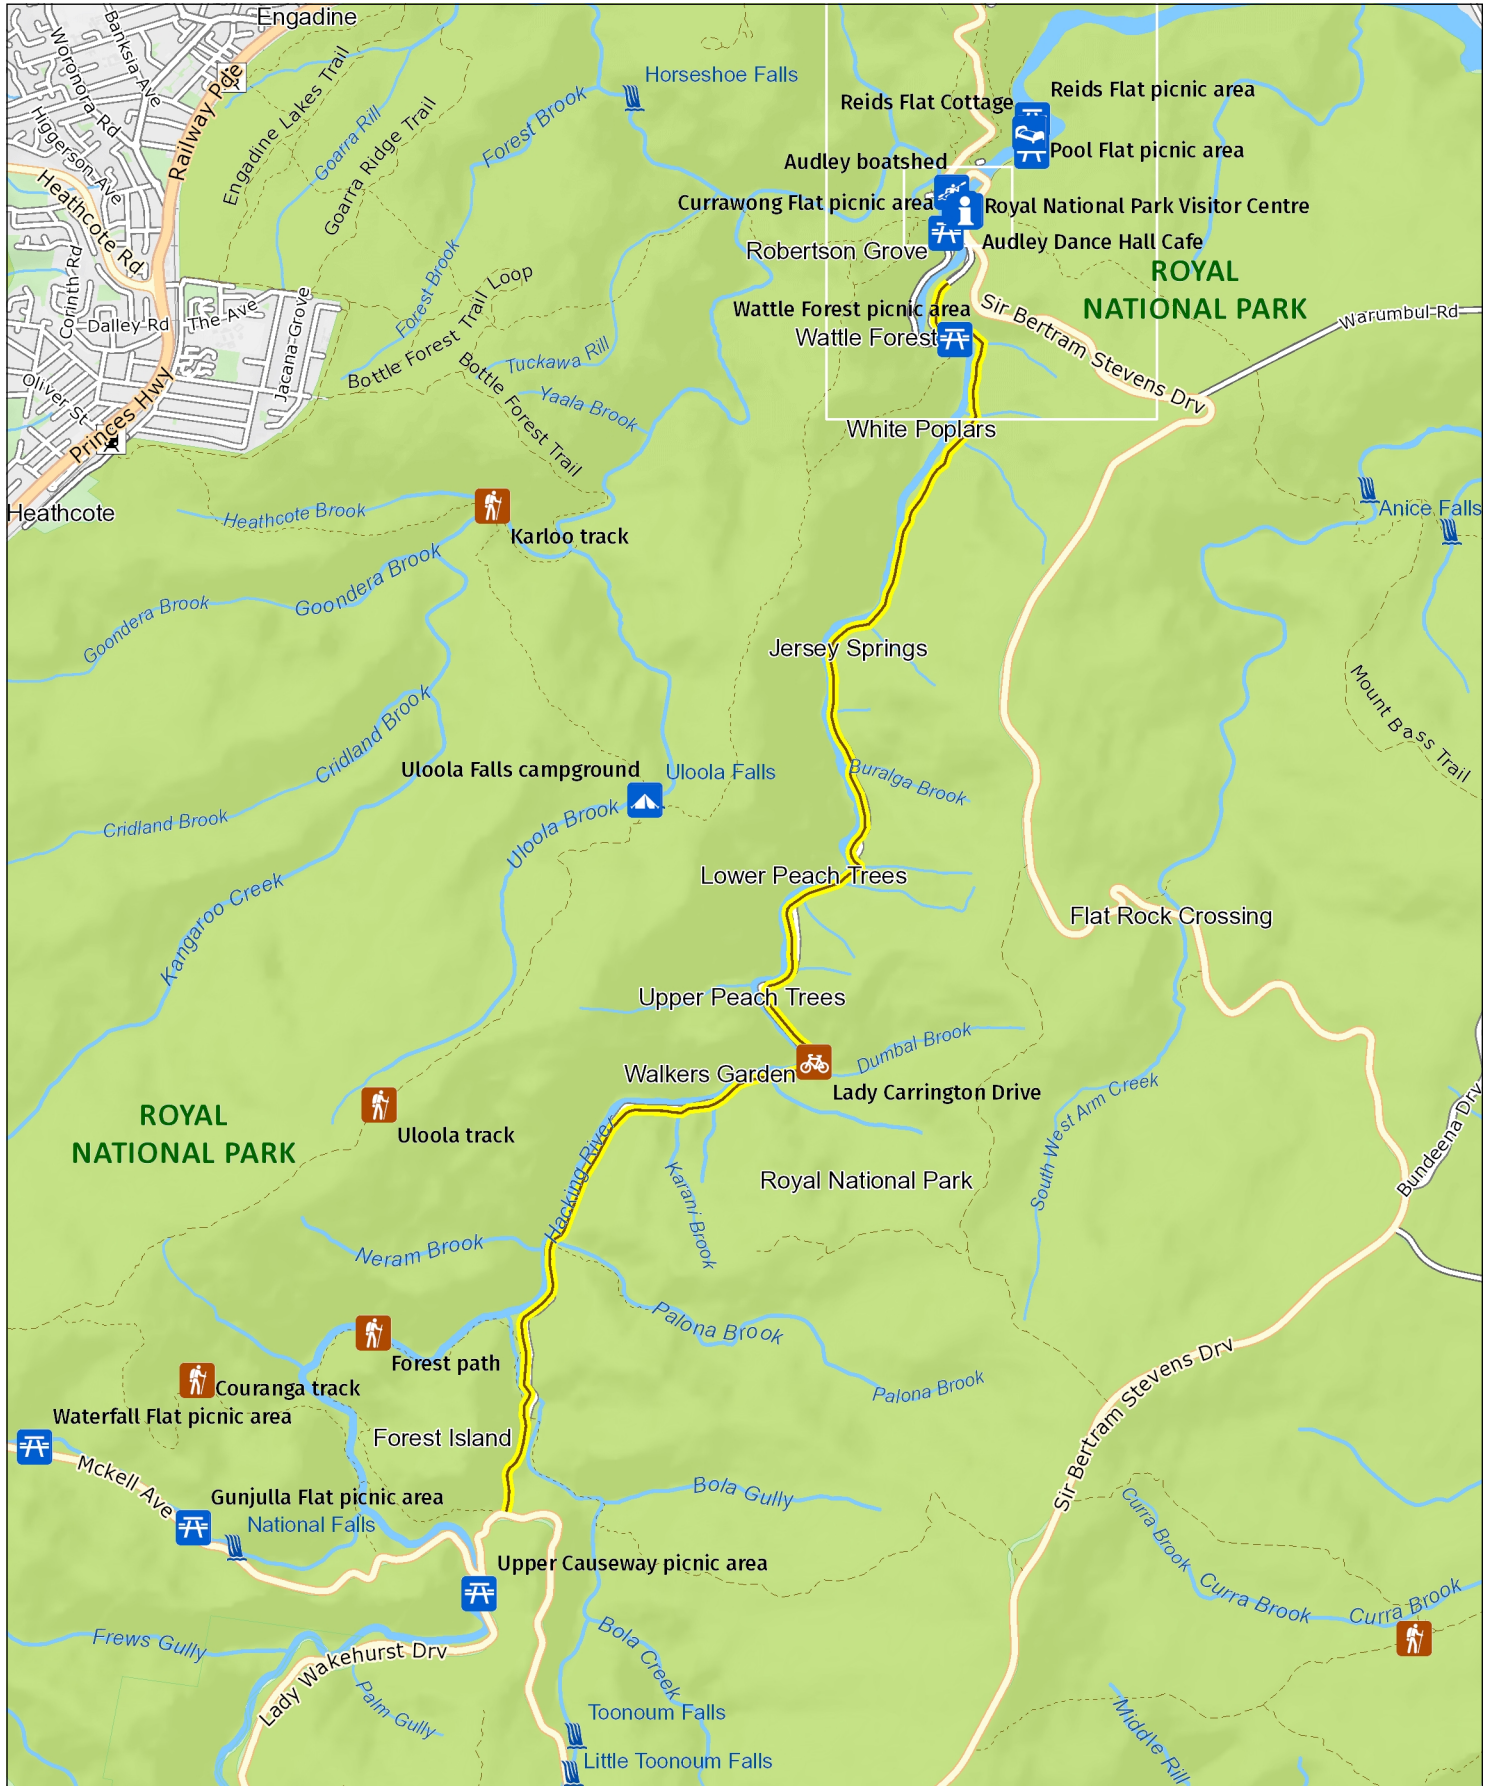 Engadine
Banksia Ave
Woronora Rd
Higgerson Ave
Railway Pde
Engadine Lakes Trail
Goarra Rill
Goarra Ridge Trail
Forest Brook
Horseshoe Falls
Reids Flat Cottage
Reids Flat picnic area
Pool Flat picnic area
Audley boatshed
Currawong Flat picnic area
Royal National Park Visitor Centre
Audley Dance Hall Cafe
Robertson Grove
ROYAL
NATIONAL PARK
Heathcote Rd
Corinth Rd
Dalley Rd
The Ave
Jacana Grove
Forest Brook
Bottle Forest Trail Loop
Wattle Forest picnic area
Wattle Forest
Sir Bertram Stevens Drv
Warumbul Rd
Oliver St
Princes Hwy
Tuckawa Rill
Yaala Brook
Bottle Forest Trail
White Poplars
Heathcote
Heathcote Brook
Karloo track
Anice Falls
Goondera Brook
Goondera Brook
Jersey Springs
Mount Bass Trail
Cridland Brook
Cridland Brook
Uloola Falls campground
Uloola Falls
Uloola Brook
Buralga Brook
Lower Peach Trees
Kangaroo Creek
Flat Rock Crossing
Upper Peach Trees
Dumbal Brook
Walkers Garden
Lady Carrington Drive
South West Arm Creek
ROYAL
NATIONAL PARK
Uloola track
Hacking River
Karani Brook
Royal National Park
Bundeena Drv
Neram Brook
Palona Brook
Palona Brook
Forest path
Couranga track
Waterfall Flat picnic area
Forest Island
Sir Bertram Stevens Drv
Mckell Ave
Gunjulla Flat picnic area
National Falls
Bola Gully
Upper Causeway picnic area
Curra Brook
Curra Brook
Curra Brook
Frews Gully
Lady Wakehurst Drv
Palm Gully
Bola Creek
Toonoum Falls
Little Toonoum Falls
Middle Rill